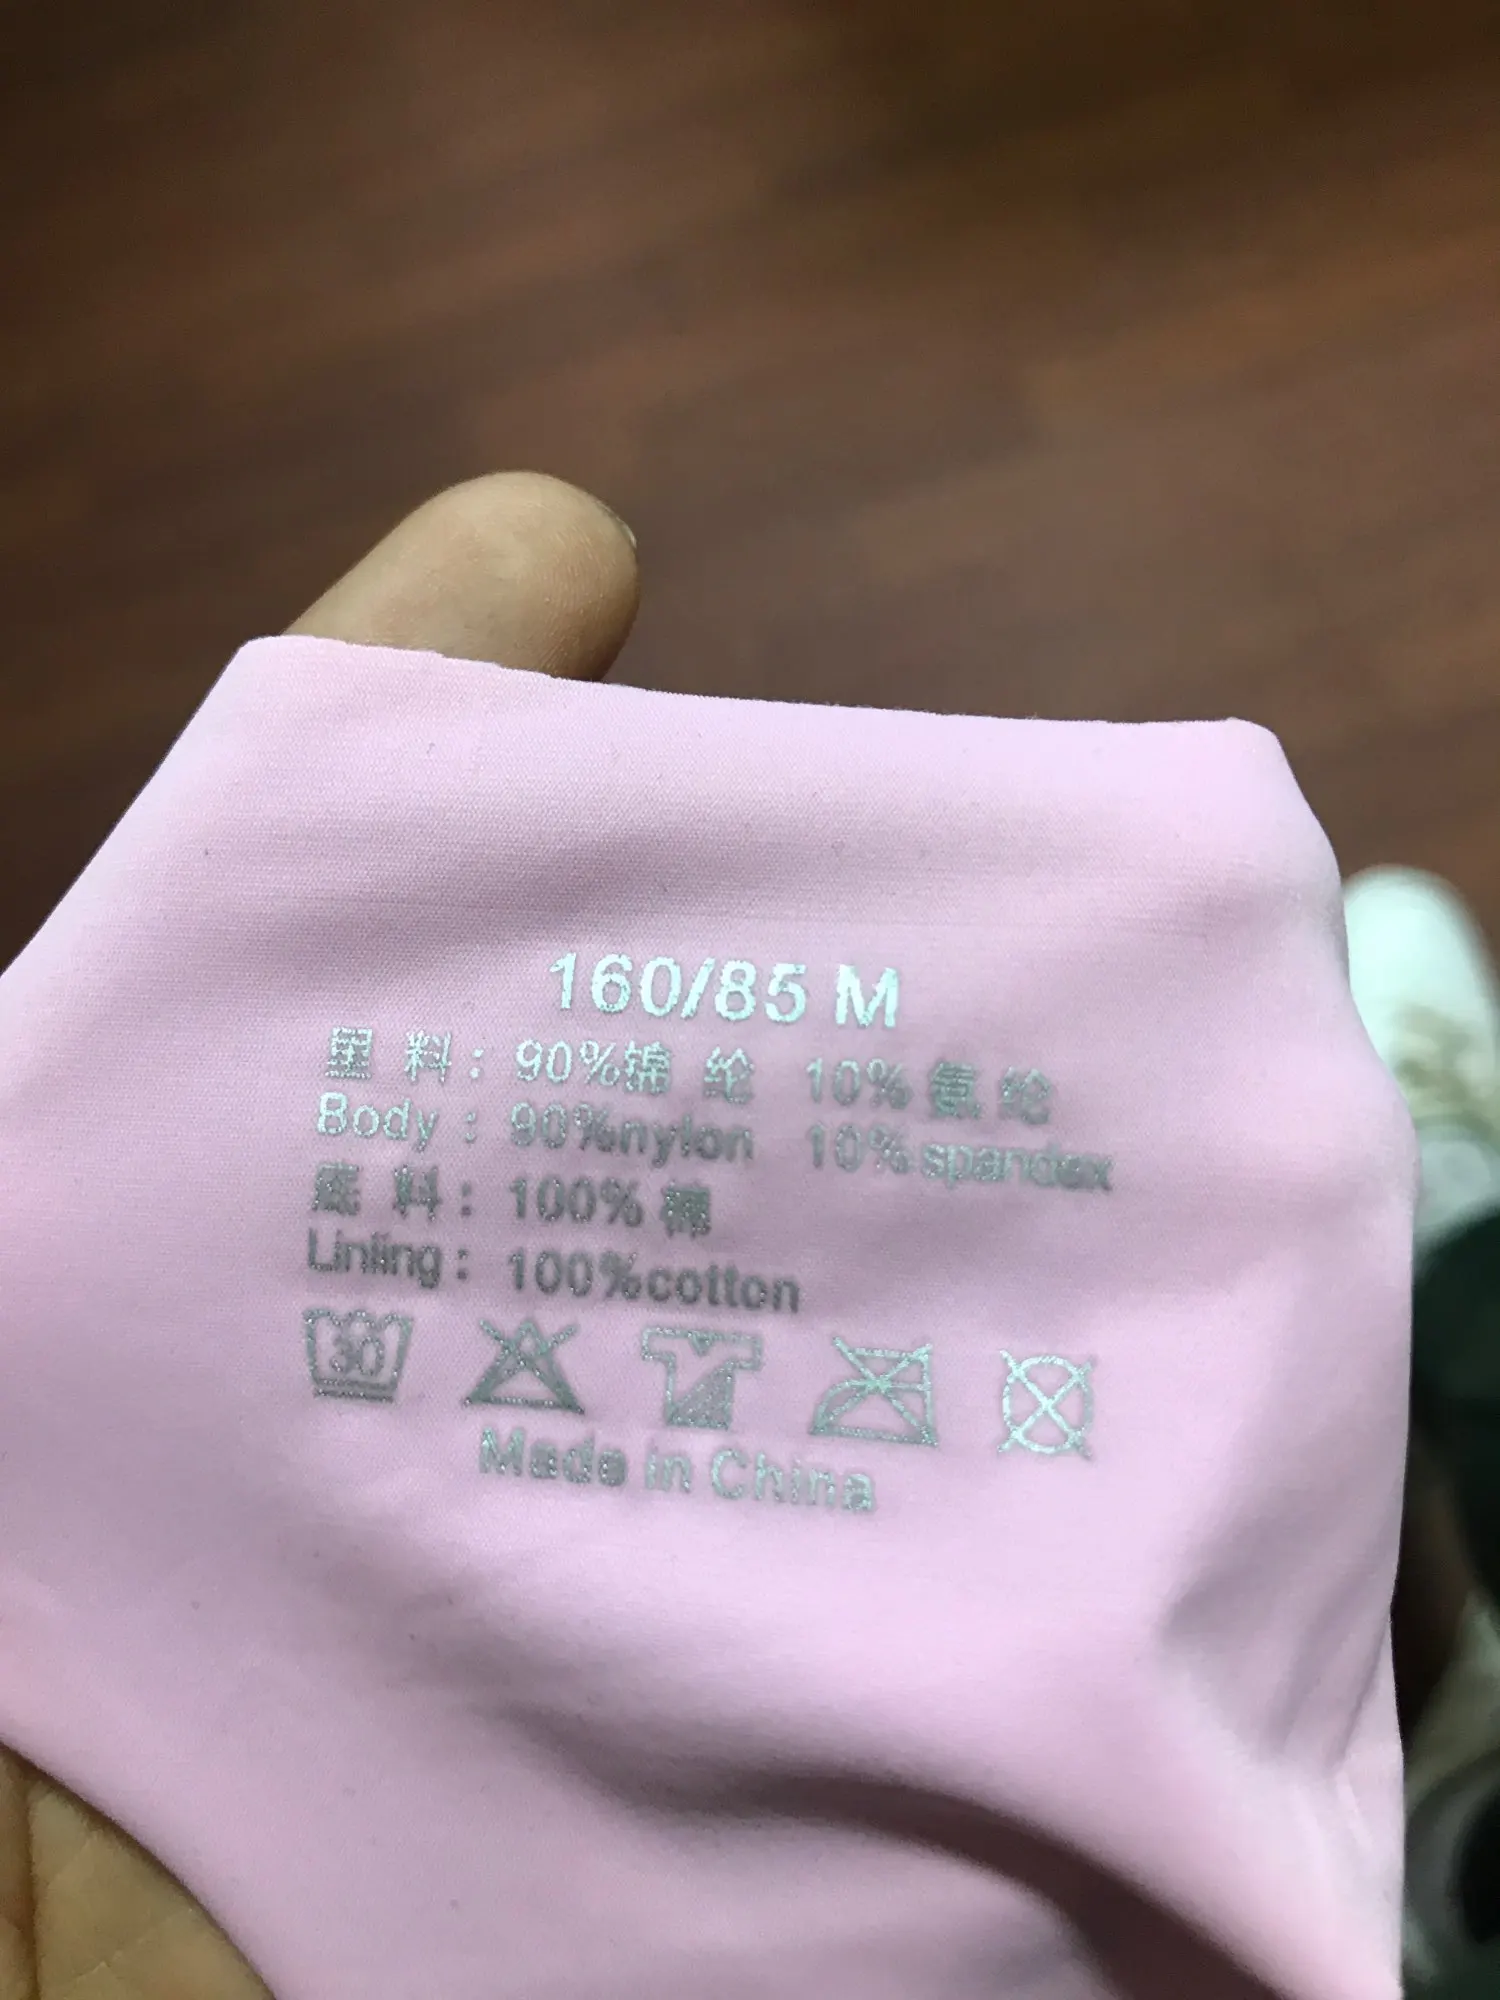 160/85 M
里 料: 90%锦 纶 10% 氨 纶
Body : 90%nylon 10%spandex
底 料: 100% 棉
Linling: 100%cotton
30
Made in China